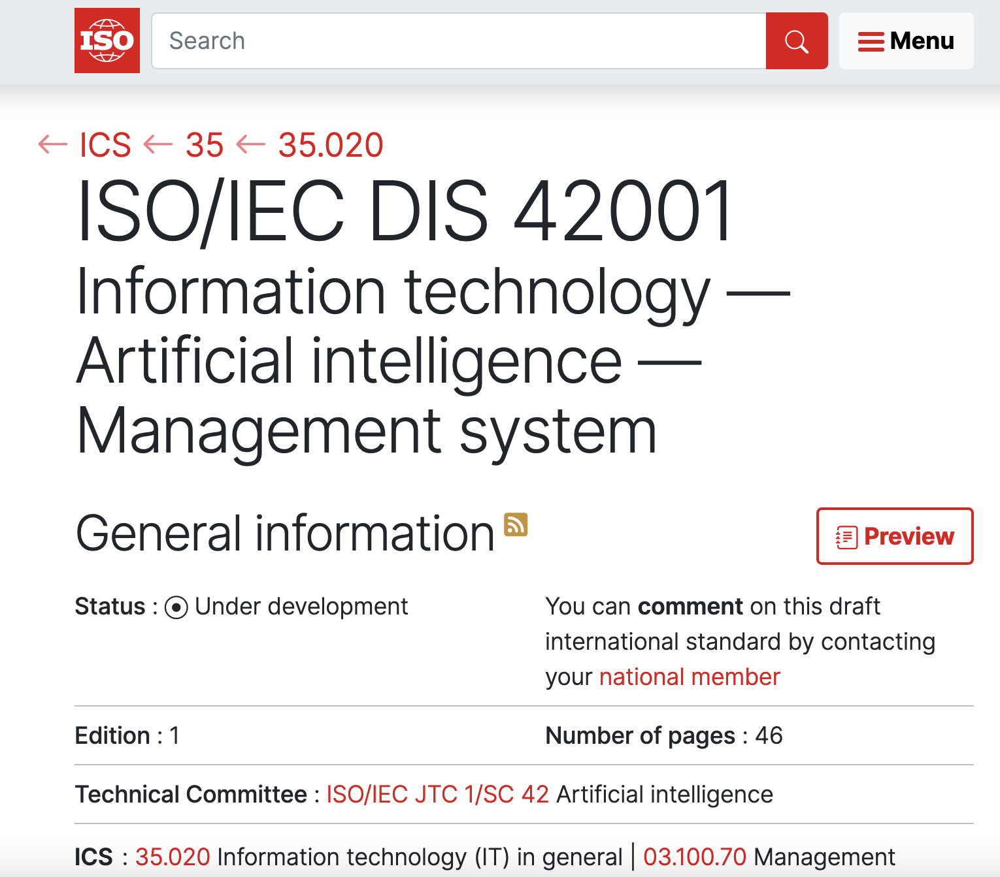 ISO
Search
Menu
← ICS ← 35 ← 35.020
ISO/IEC DIS 42001
Information technology —
Artificial intelligence —
Management system
General information
Preview
Status : Under development
You can comment on this draft
international standard by contacting
your national member
Edition : 1
Number of pages : 46
Technical Committee : ISO/IEC JTC 1/SC 42 Artificial intelligence
ICS : 35.020 Information technology (IT) in general | 03.100.70 Management